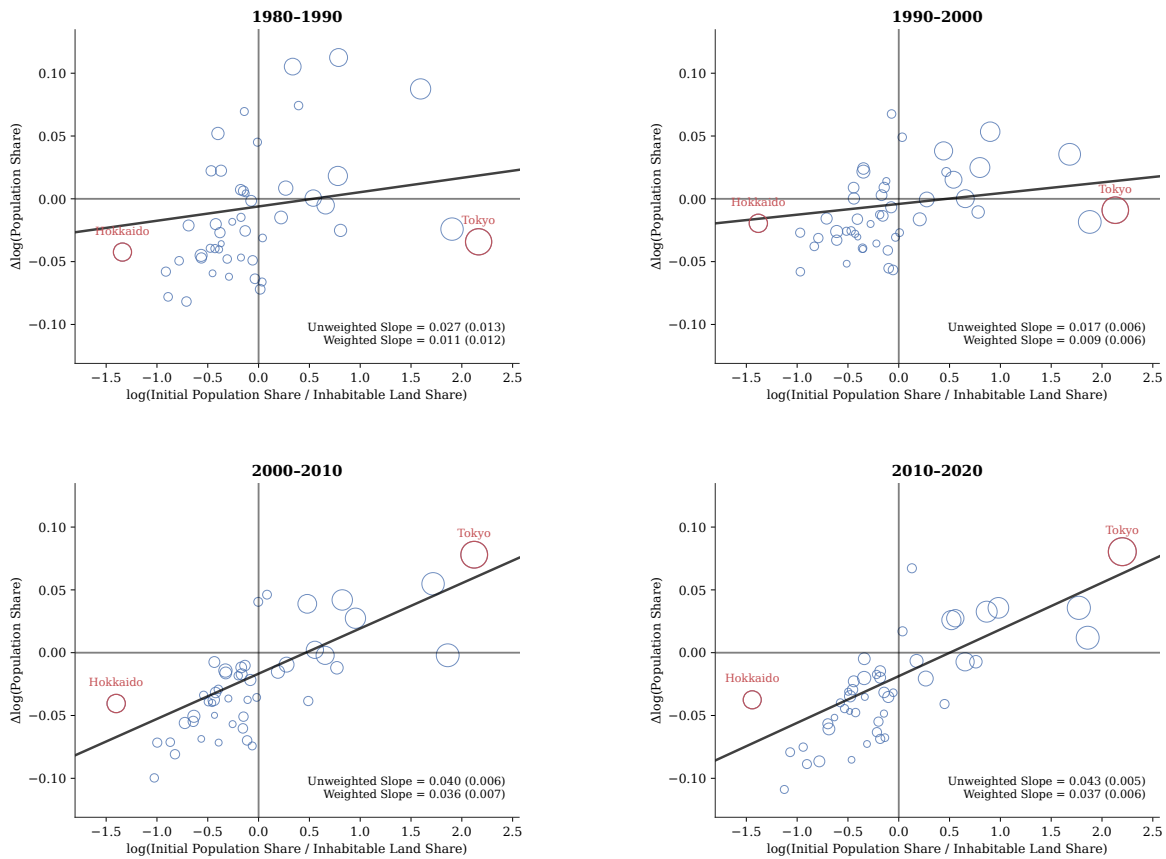 1980–1990
0.10
0.05
0.00
−0.05
−0.10
Δlog(Population Share)
Hokkaido
Tokyo
Unweighted Slope = 0.027 (0.013)
Weighted Slope = 0.011 (0.012)
−1.5 −1.0 −0.5 0.0 0.5 1.0 1.5 2.0 2.5
log(Initial Population Share / Inhabitable Land Share)
1990–2000
0.10
0.05
0.00
−0.05
−0.10
Δlog(Population Share)
Hokkaido
Tokyo
Unweighted Slope = 0.017 (0.006)
Weighted Slope = 0.009 (0.006)
−1.5 −1.0 −0.5 0.0 0.5 1.0 1.5 2.0 2.5
log(Initial Population Share / Inhabitable Land Share)
2000–2010
0.10
0.05
0.00
−0.05
−0.10
Δlog(Population Share)
Tokyo
Hokkaido
Unweighted Slope = 0.040 (0.006)
Weighted Slope = 0.036 (0.007)
−1.5 −1.0 −0.5 0.0 0.5 1.0 1.5 2.0 2.5
log(Initial Population Share / Inhabitable Land Share)
2010–2020
0.10
0.05
0.00
−0.05
−0.10
Δlog(Population Share)
Tokyo
Hokkaido
Unweighted Slope = 0.043 (0.005)
Weighted Slope = 0.037 (0.006)
−1.5 −1.0 −0.5 0.0 0.5 1.0 1.5 2.0 2.5
log(Initial Population Share / Inhabitable Land Share)